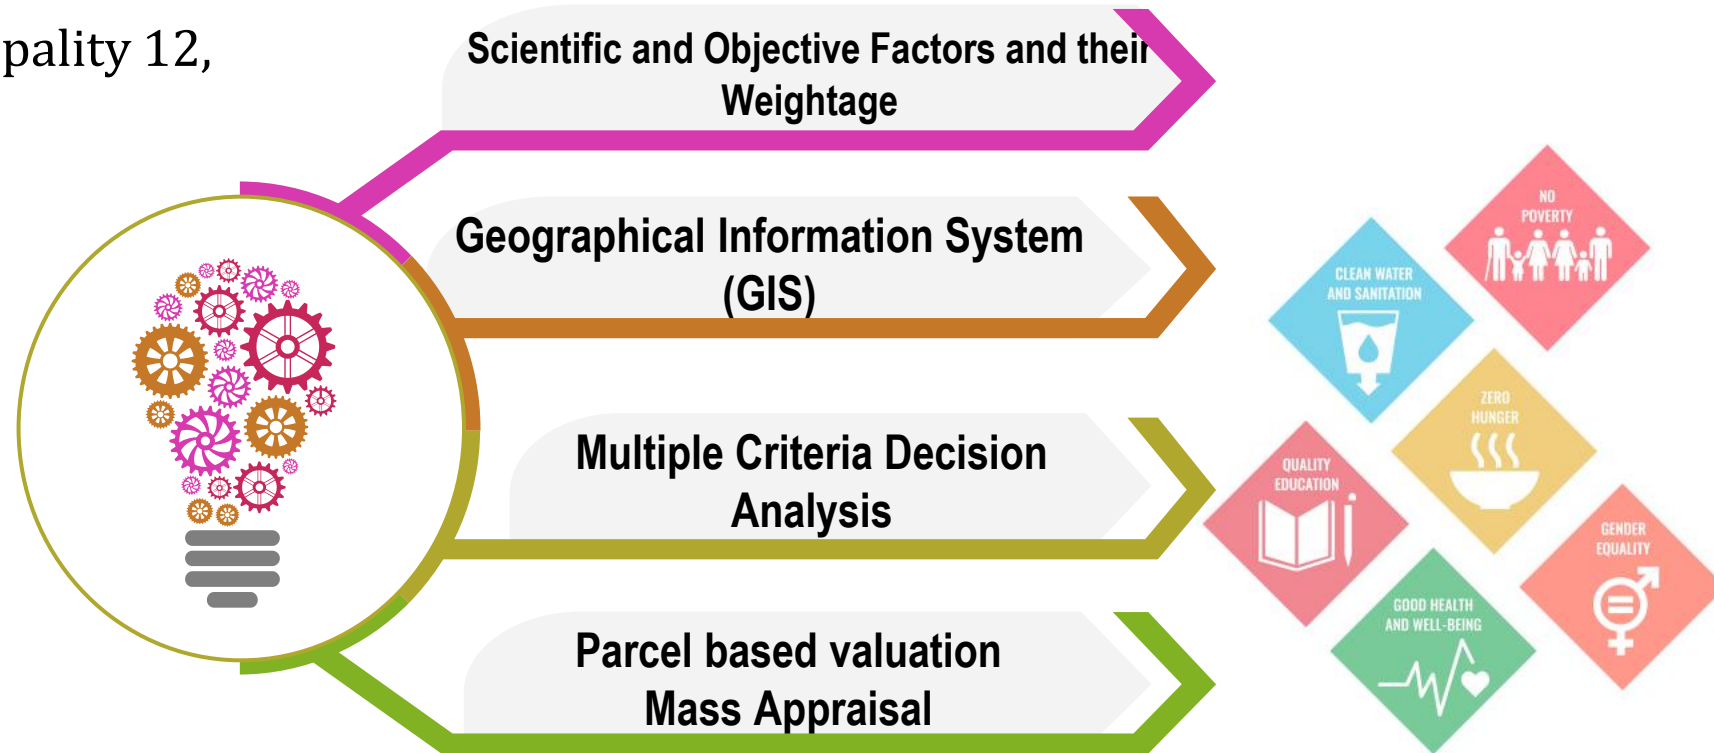 pality 12,
Scientific and Objective Factors and their
Weightage
Geographical Information System
(GIS)
Multiple Criteria Decision
Analysis
Parcel based valuation
Mass Appraisal
NO
POVERTY
CLEAN WATER
AND SANITATION
ZERO
HUNGER
QUALITY
EDUCATION
GENDER
EQUALITY
GOOD HEALTH
AND WELL-BEING